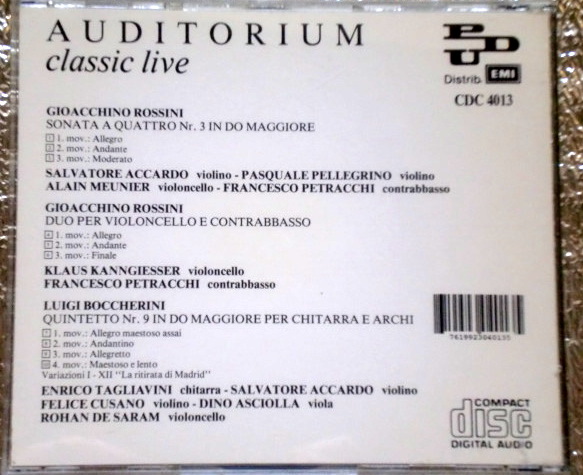 AUDITORIUM
classic live
PDU
Distrib. EMI
CDC 4013
GIOACCHINO ROSSINI
SONATA A QUATTRO Nr. 3 IN DO MAGGIORE
1 1. mov.: Allegro
2 2. mov.: Andante
3 3. mov.: Moderato
SALVATORE ACCARDO violino - PASQUALE PELLEGRINO violino
ALAIN MEUNIER violoncello - FRANCESCO PETRACCHI contrabbasso
GIOACCHINO ROSSINI
DUO PER VIOLONCELLO E CONTRABBASSO
4 1. mov.: Allegro
5 2. mov.: Andante
6 3. mov.: Finale
KLAUS KANNGIESSER violoncello
FRANCESCO PETRACCHI contrabbasso
LUIGI BOCCHERINI
QUINTETTO Nr. 9 IN DO MAGGIORE PER CHITARRA E ARCHI
7 1. mov.: Allegro maestoso assai
8 2. mov.: Andantino
9 3. mov.: Allegretto
10 4. mov.: Maestoso e lento
Variazioni I - XII "La ritirata di Madrid"
ENRICO TAGLIAVINI chitarra - SALVATORE ACCARDO violino
FELICE CUSANO violino - DINO ASCIOLLA viola
ROHAN DE SARAM violoncello
7619923040135
COMPACT
disc
DIGITAL AUDIO